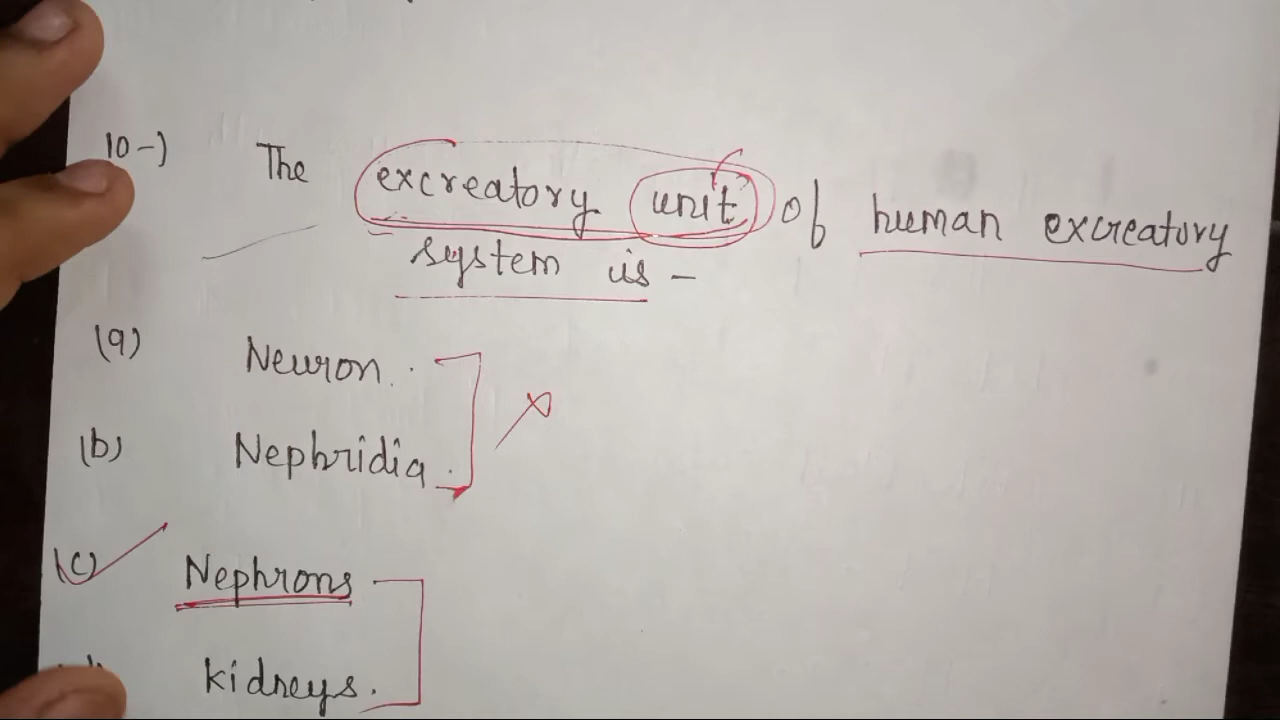 10-) The excreatory unit of human excreatory
system is -
(a) Neuron.
(b) Nephridia.
(c) Nephrons
kidneys.